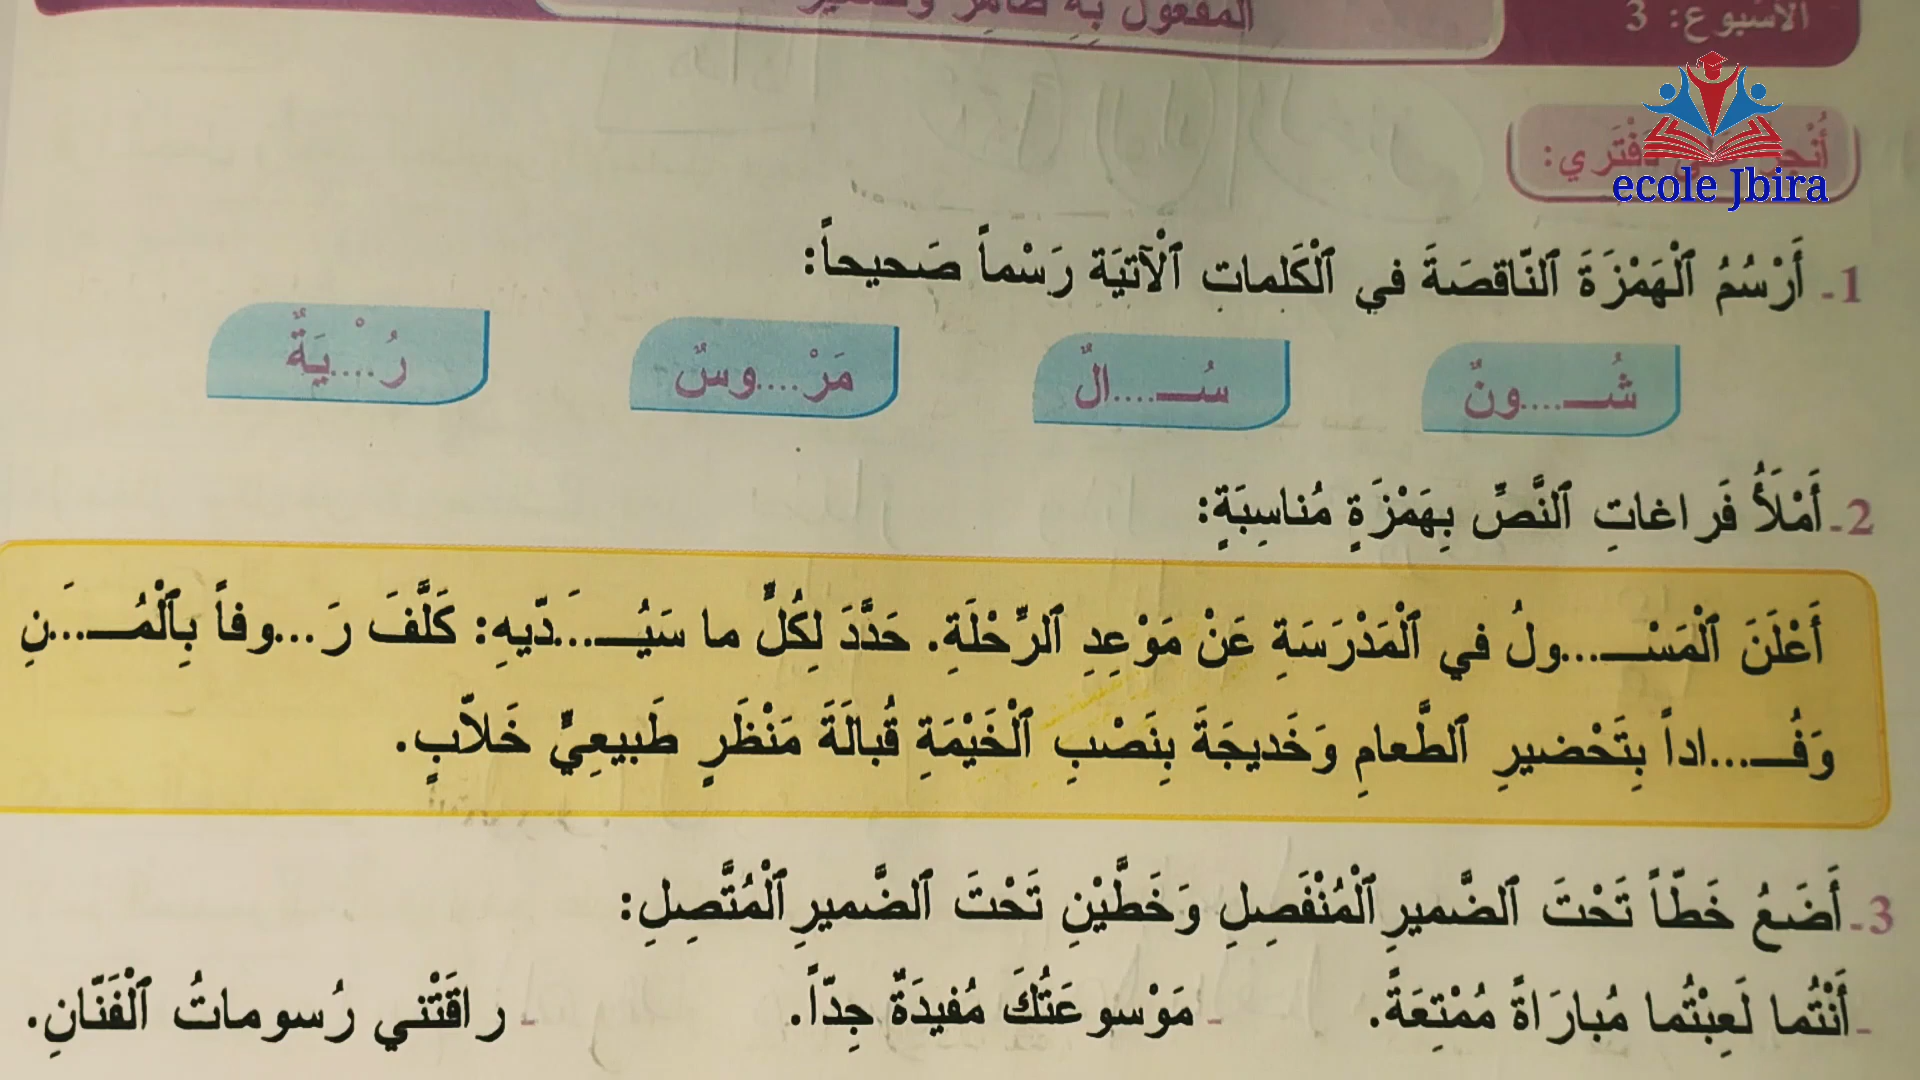 الأسبوع: 3
المفعول به ظاهر وضمير
ecole Jbira
دفتري:
1- أَرْسُمُ ٱلْهَمْزَةَ ٱلنّاقِصَةَ في ٱلْكَلِماتِ ٱلْآتِيَةِ رَسْماً صَحيحاً:
شُـ....ونٌ سُـ....الٌ مَرْ....وسٌ رُ....ْيَةٌ
2- أَمْلَأُ فَراغاتِ ٱلنَّصِّ بِهَمْزَةٍ مُناسِبَةٍ:
أَعْلَنَ ٱلْمَسْـ...ولُ في ٱلْمَدْرَسَةِ عَنْ مَوْعِدِ ٱلرِّحْلَةِ. حَدَّدَ لِكُلٍّ ما سَيُـ...َدّيهِ: كَلَّفَ رَ...وفاً بِٱلْمُـ...َنِ
وَفُـ...اداً بِتَحْضيرِ ٱلطَّعامِ وَخَديجَةَ بِنَصْبِ ٱلْخَيْمَةِ قُبالَةَ مَنْظَرٍ طَبيعِيٍّ خَلاّبٍ.
3- أَضَعُ خَطّاً تَحْتَ ٱلضَّميرِ ٱلْمُنْفَصِلِ وَخَطَّيْنِ تَحْتَ ٱلضَّميرِ ٱلْمُتَّصِلِ:
- أَنْتُما لَعِبْتُما مُبارَاةً مُمْتِعَةً. - مَوْسوعَتُكَ مُفيدَةٌ جِدّاً. - راقَتْني رُسوماتُ ٱلْفَنّانِ.